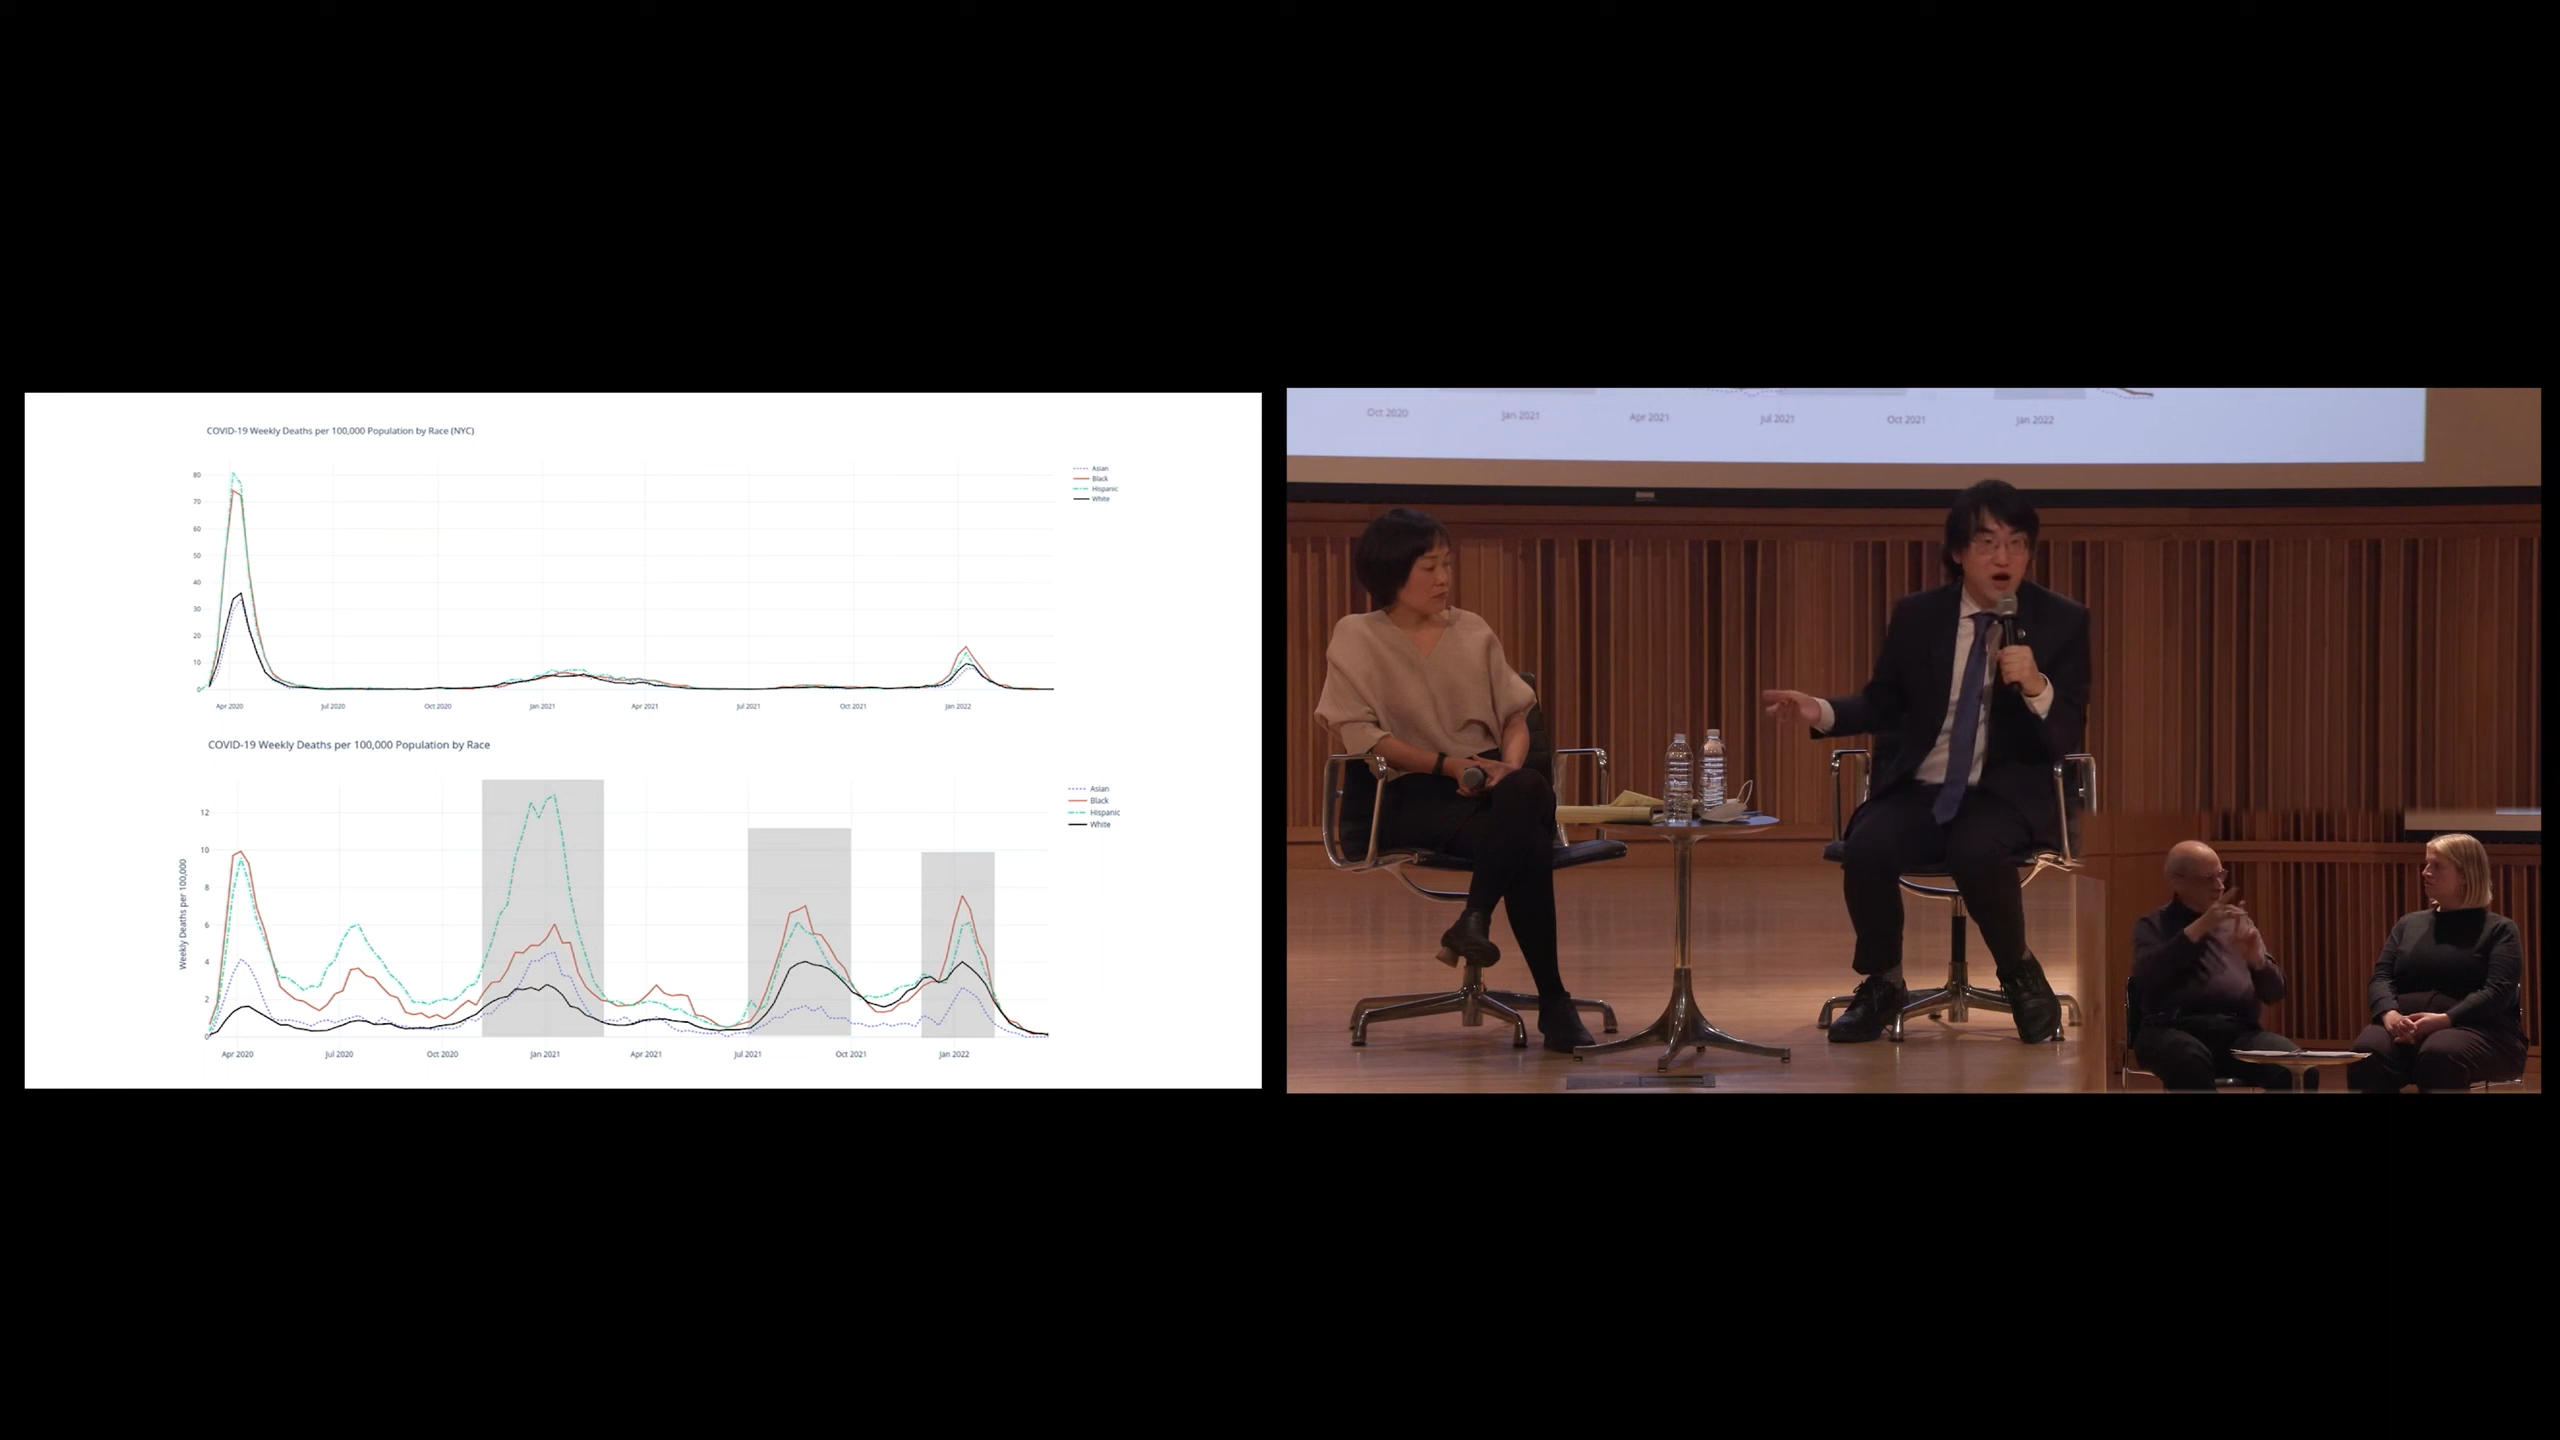 COVID-19 Weekly Deaths per 100,000 Population by Race (NYC)
80
70
60
50
40
30
20
10
0
Apr 2020
Jul 2020
Oct 2020
Jan 2021
Apr 2021
Jul 2021
Oct 2021
Jan 2022
Asian
Black
Hispanic
White
COVID-19 Weekly Deaths per 100,000 Population by Race
Weekly Deaths per 100,000
12
10
8
6
4
2
0
Apr 2020
Jul 2020
Oct 2020
Jan 2021
Apr 2021
Jul 2021
Oct 2021
Jan 2022
Asian
Black
Hispanic
White
Oct 2020
Jan 2021
Apr 2021
Jul 2021
Oct 2021
Jan 2022